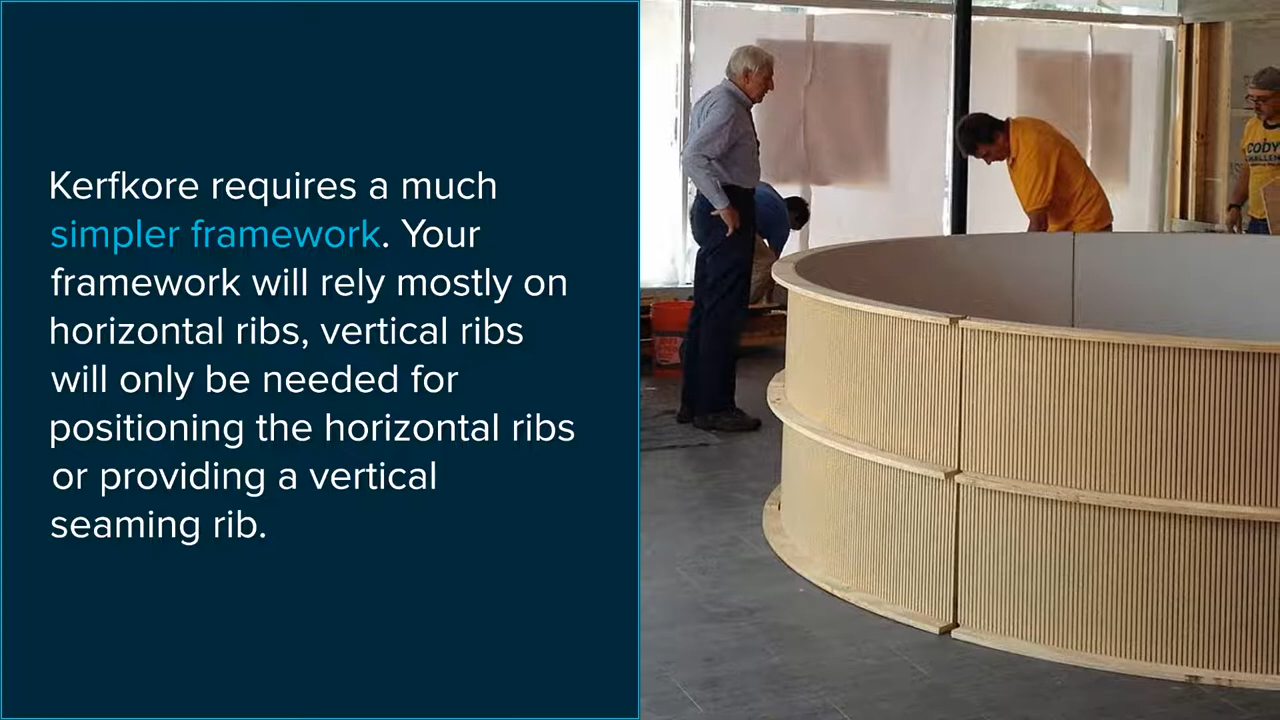 Kerfkore requires a much
simpler framework. Your
framework will rely mostly on
horizontal ribs, vertical ribs
will only be needed for
positioning the horizontal ribs
or providing a vertical
seaming rib.
CODY